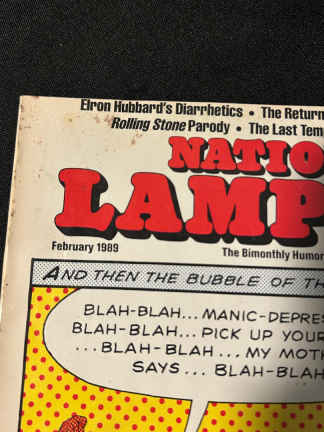 Elron Hubbard's Diarrhetics • The Return
Rolling Stone Parody • The Last Tem
NATIO
LAMP
February 1989
The Bimonthly Humor
AND THEN THE BUBBLE OF TH
BLAH-BLAH... MANIC-DEPRES
BLAH-BLAH... PICK UP YOUR
...BLAH-BLAH... MY MOTH
SAYS... BLAH-BLAH